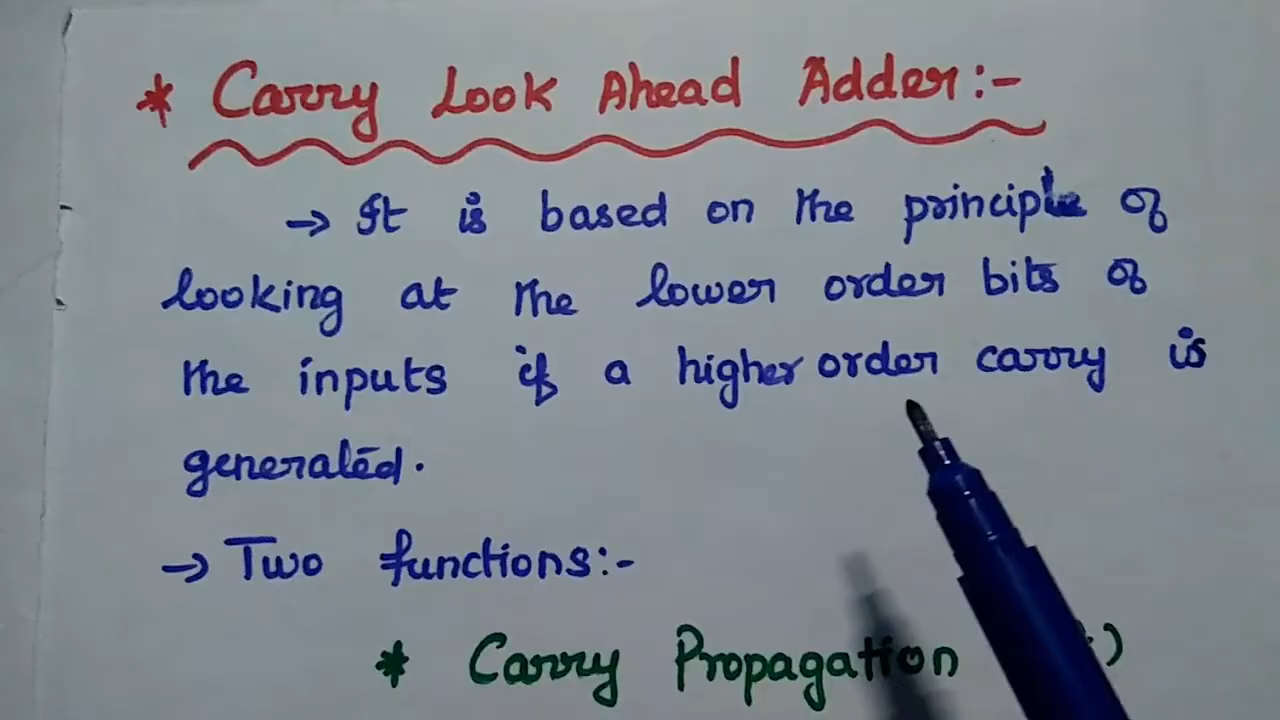 * Carry Look Ahead Adder:-
→ It is based on the principle of
looking at the lower order bits of
the inputs if a higher order carry is
generated.
→ Two functions:-
* Carry Propagation )